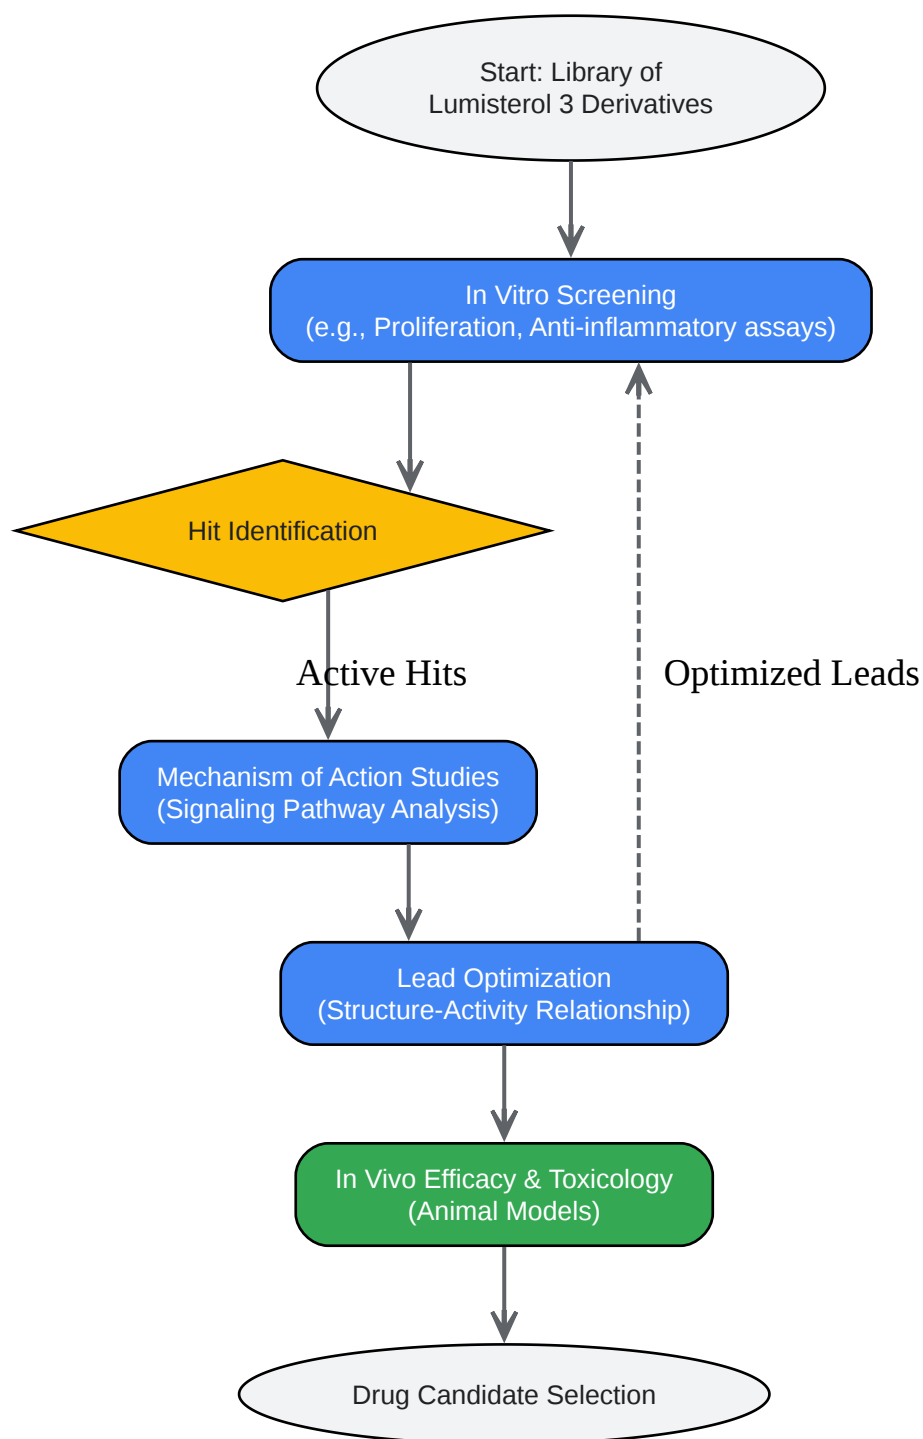 Start: Library of
Lumisterol 3 Derivatives
In Vitro Screening
(e.g., Proliferation, Anti-inflammatory assays)
Hit Identification
Active Hits
Optimized Leads
Mechanism of Action Studies
(Signaling Pathway Analysis)
Lead Optimization
(Structure-Activity Relationship)
In Vivo Efficacy & Toxicology
(Animal Models)
Drug Candidate Selection